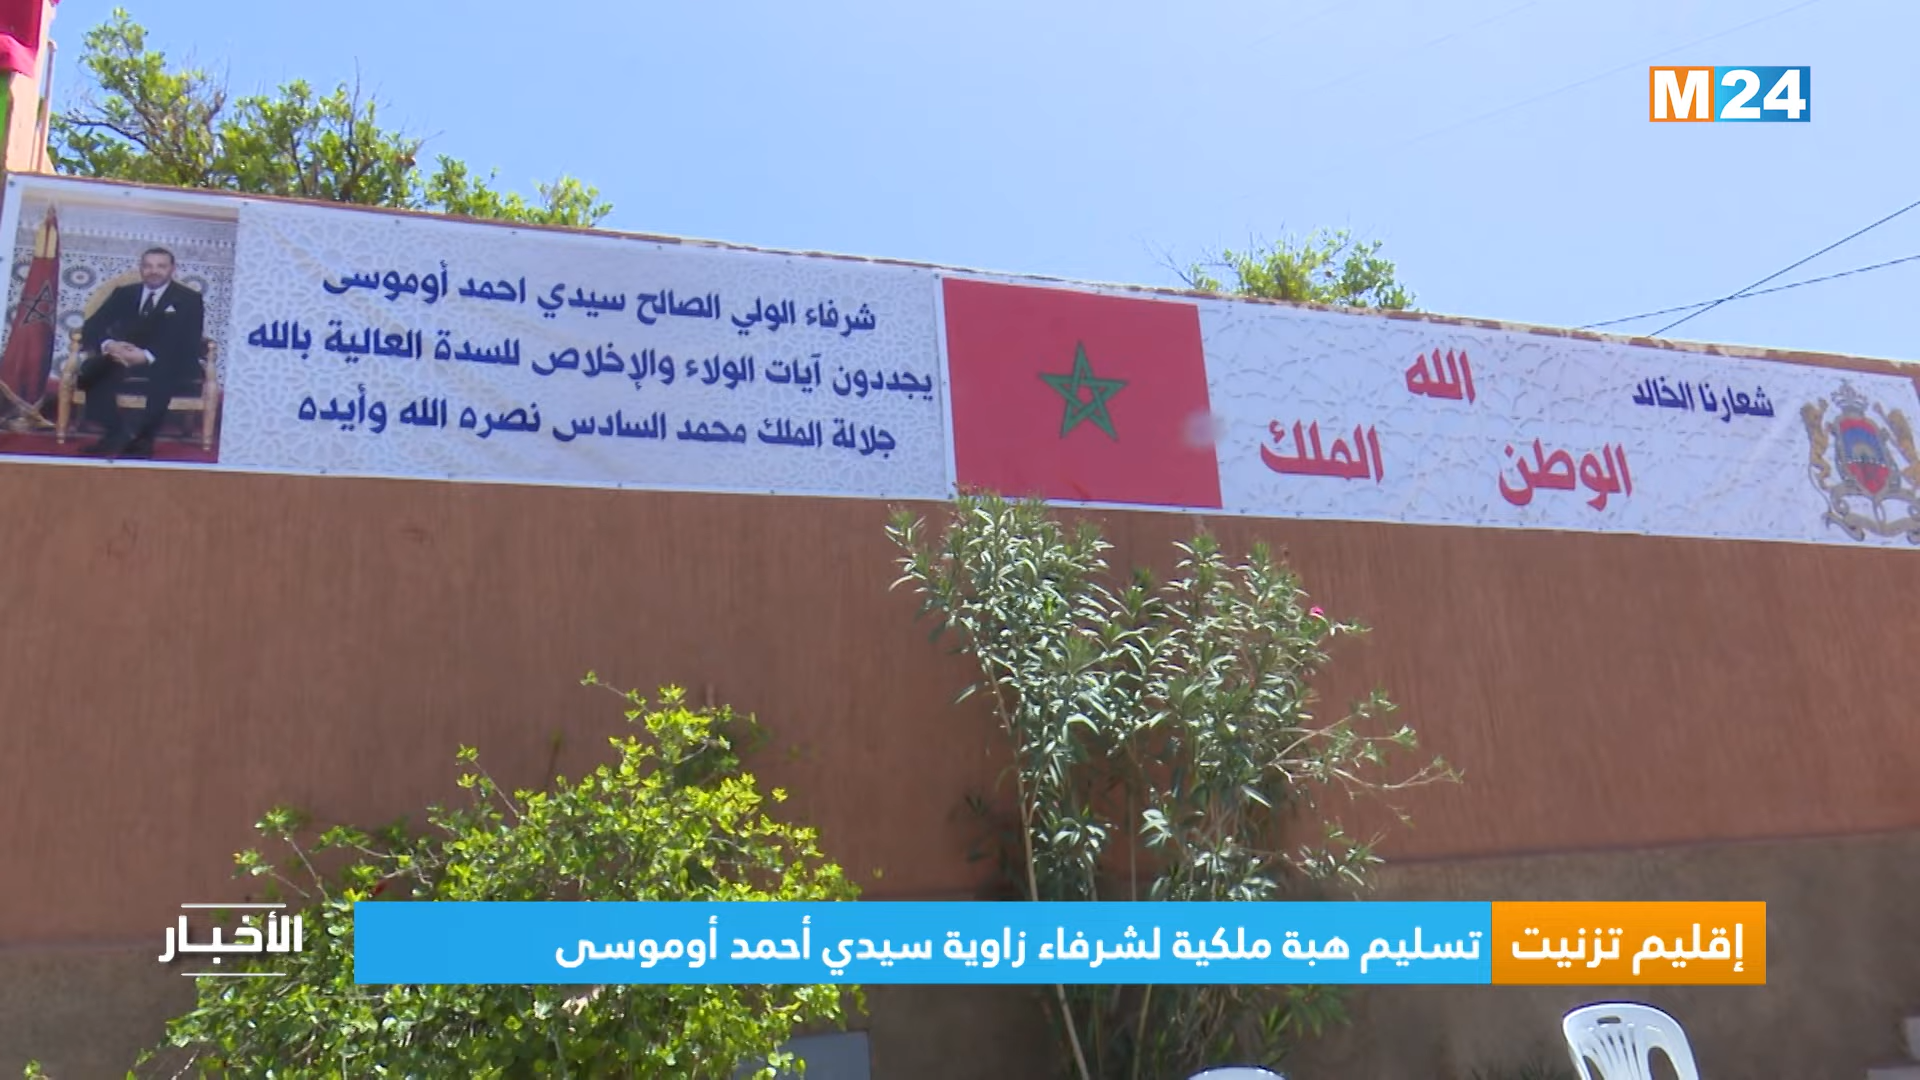 M24
شرفاء الولي الصالح سيدي احمد أوموسى
يجددون آيات الولاء والإخلاص للسدة العالية بالله
جلالة الملك محمد السادس نصره الله وأيده
شعارنا الخالد
الله
الوطن
الملك
إقليم تزنيت
تسليم هبة ملكية لشرفاء زاوية سيدي أحمد أوموسى
الأخبـار